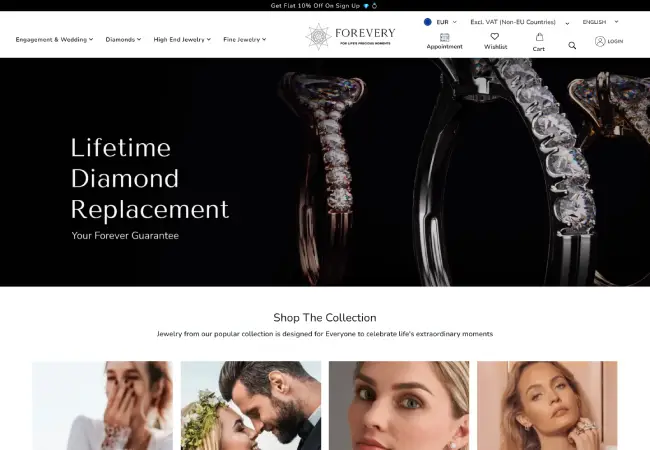 Get Flat 10% Off On Sign Up
EUR
Excl. VAT (Non-EU Countries)
ENGLISH
Engagement & Wedding
Diamonds
High End Jewelry
Fine Jewelry
FOREVERY
FOR LIFE'S PRECIOUS MOMENTS
Appointment
Wishlist
Cart
LOGIN
Lifetime
Diamond
Replacement
Your Forever Guarantee
Shop The Collection
Jewelry from our popular collection is designed for Everyone to celebrate life's extraordinary moments